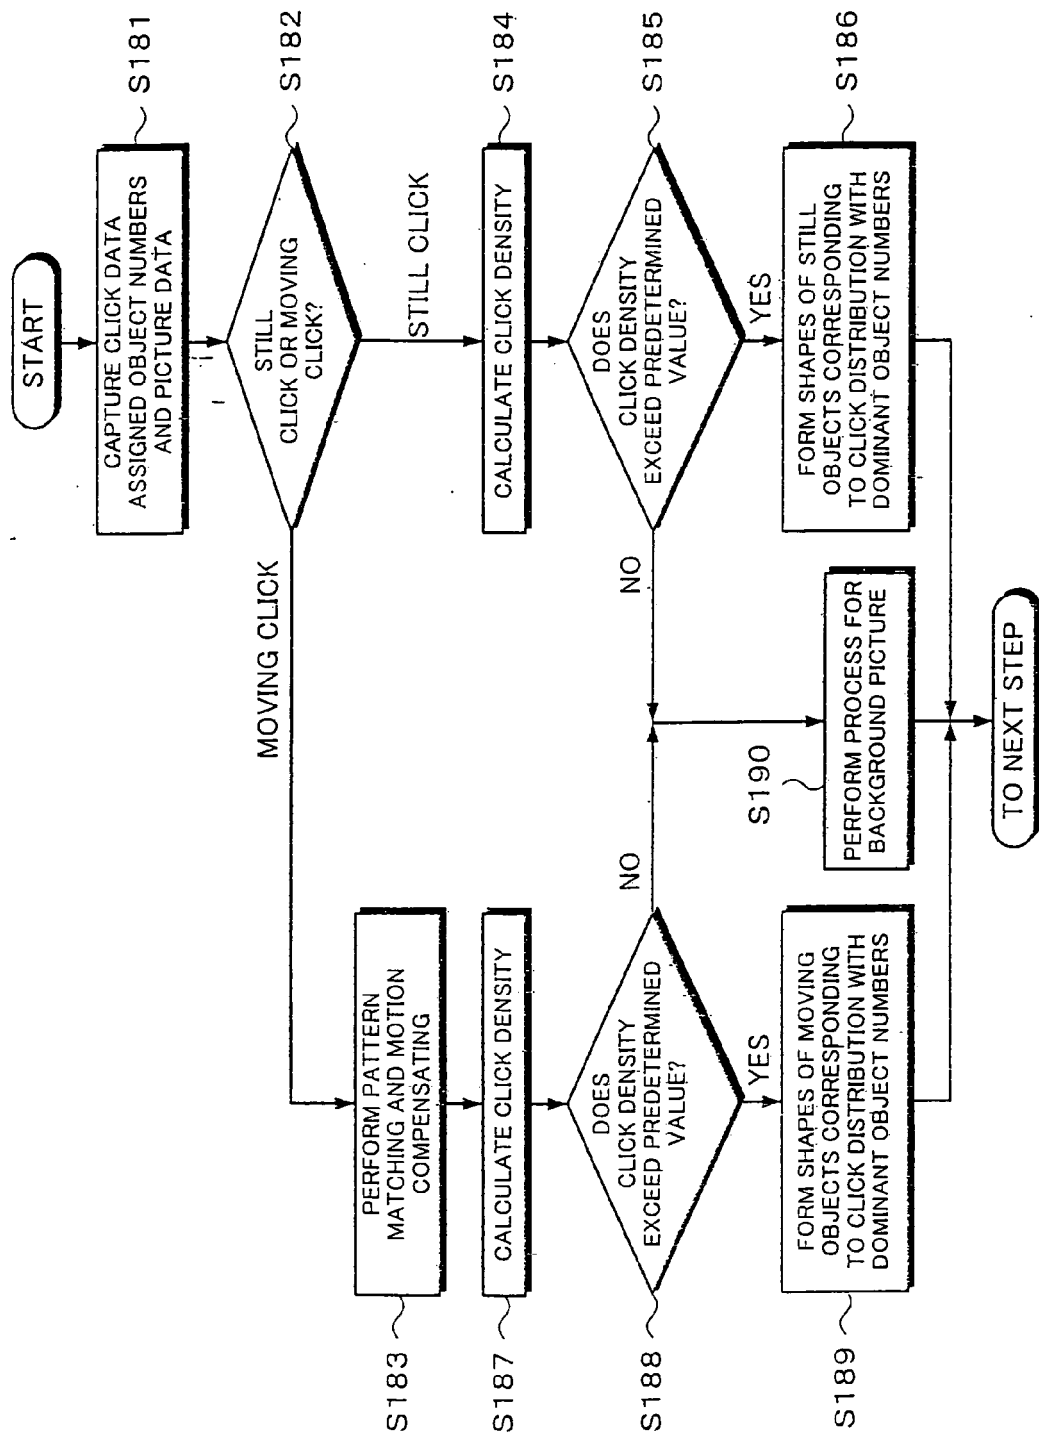 START
CAPTURE CLICK DATA
ASSIGNED OBJECT NUMBERS
AND PICTURE DATA
S181
STILL
CLICK OR MOVING
CLICK?
S182
MOVING CLICK
STILL CLICK
PERFORM PATTERN
MATCHING AND MOTION
COMPENSATING
S183
CALCULATE CLICK DENSITY
S187
CALCULATE CLICK DENSITY
S184
DOES
CLICK DENSITY
EXCEED PREDETERMINED
VALUE?
S188
NO
YES
DOES
CLICK DENSITY
EXCEED PREDETERMINED
VALUE?
S185
NO
YES
FORM SHAPES OF MOVING
OBJECTS CORRESPONDING
TO CLICK DISTRIBUTION WITH
DOMINANT OBJECT NUMBERS
S189
S190
PERFORM PROCESS FOR
BACKGROUND PICTURE
FORM SHAPES OF STILL
OBJECTS CORRESPONDING
TO CLICK DISTRIBUTION WITH
DOMINANT OBJECT NUMBERS
S186
TO NEXT STEP